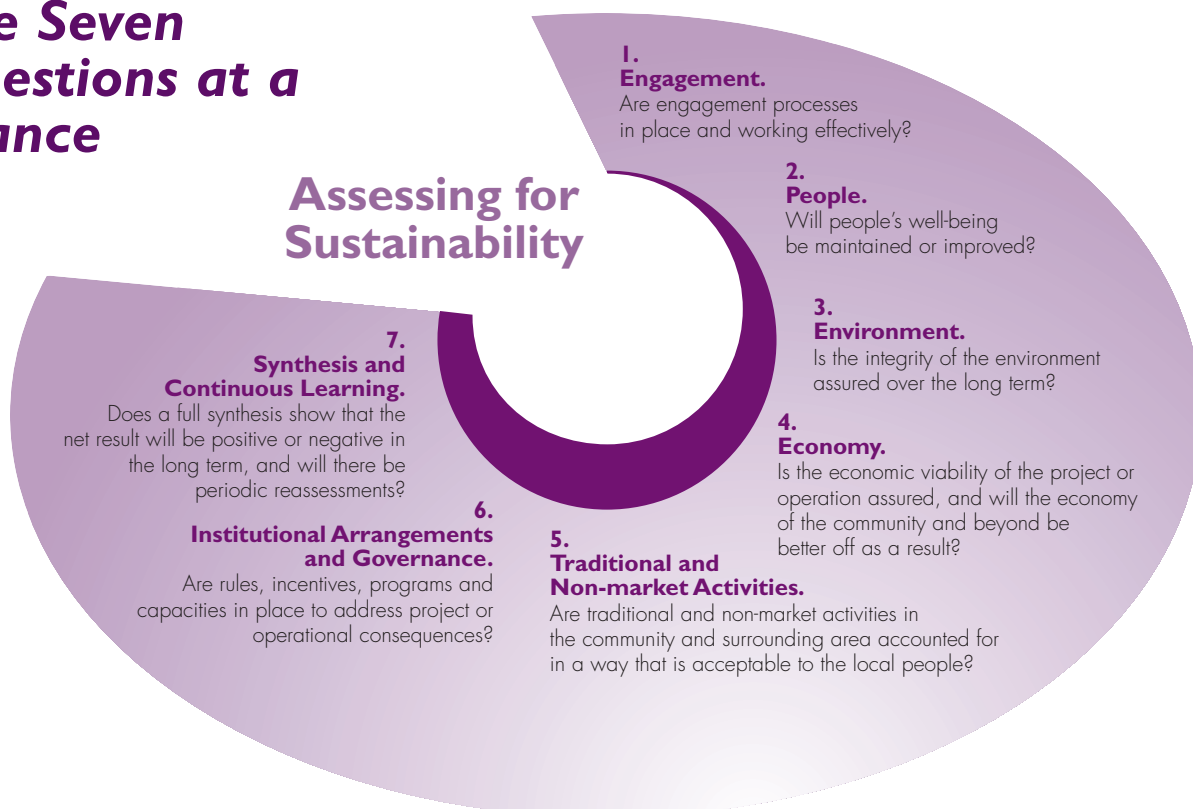 e Seven
estions at a
ance
Assessing for
Sustainability
1.
Engagement.
Are engagement processes
in place and working effectively?
2.
People.
Will people's well-being
be maintained or improved?
3.
Environment.
Is the integrity of the environment
assured over the long term?
4.
Economy.
Is the economic viability of the project or
operation assured, and will the economy
of the community and beyond be
better off as a result?
5.
Traditional and
Non-market Activities.
Are traditional and non-market activities in
the community and surrounding area accounted for
in a way that is acceptable to the local people?
6.
Institutional Arrangements
and Governance.
Are rules, incentives, programs and
capacities in place to address project or
operational consequences?
7.
Synthesis and
Continuous Learning.
Does a full synthesis show that the
net result will be positive or negative in
the long term, and will there be
periodic reassessments?